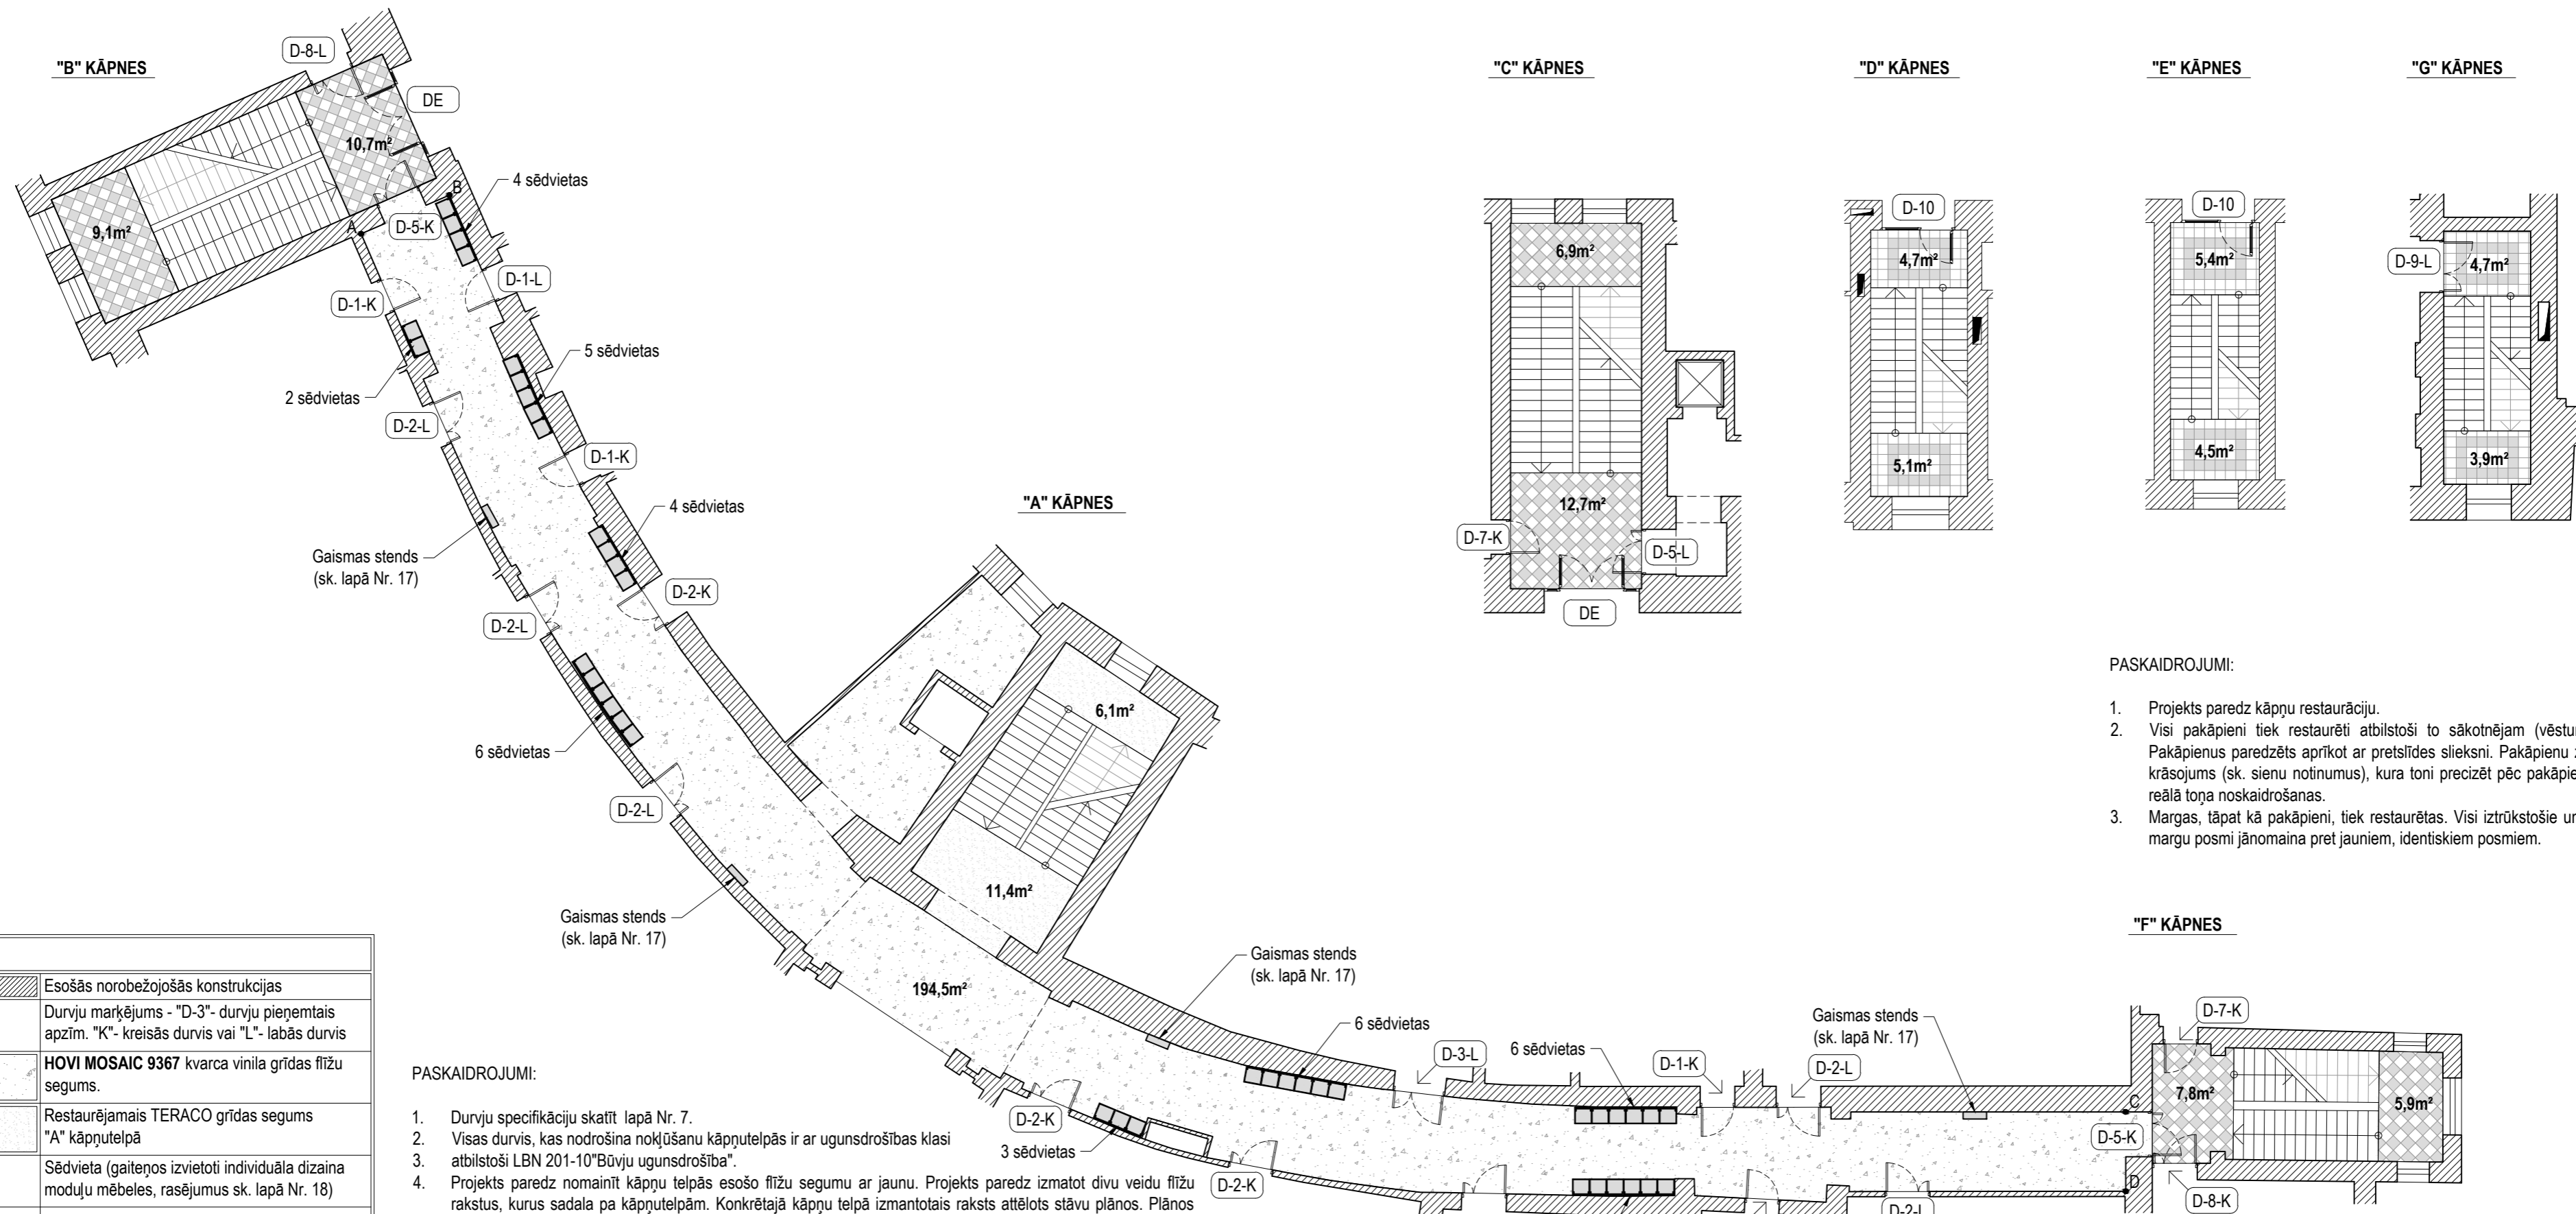 "B" KĀPNES
D-8-L
DE
10,7m²
9,1m²
B
A
4 sēdvietas
D-5-K
D-1-L
D-1-K
5 sēdvietas
2 sēdvietas
D-2-L
D-1-K
4 sēdvietas
Gaismas stends
(sk. lapā Nr. 17)
D-2-K
D-2-L
6 sēdvietas
D-2-L
Gaismas stends
(sk. lapā Nr. 17)
"A" KĀPNES
6,1m²
11,4m²
194,5m²
"C" KĀPNES
6,9m²
12,7m²
D-7-K
D-5-L
DE
"D" KĀPNES
D-10
4,7m²
5,1m²
"E" KĀPNES
D-10
5,4m²
4,5m²
"G" KĀPNES
D-9-L
4,7m²
3,9m²
PASKAIDROJUMI:
1. Projekts paredz kāpņu restaurāciju.
2. Visi pakāpieni tiek restaurēti atbilstoši to sākotnējam
Pakāpienus paredzēts aprīkot ar pretslīdes slieksni. Pakāpienu
krāsojums (sk. sienu notinumus), kura toni precizēt pēc
reālā toņa noskaidrošanas.
3. Margas, tāpat kā pakāpieni, tiek restaurētas. Visi iztrūkstošie
margu posmi jānomaina pret jauniem, identiskiem posmiem.
"F" KĀPNES
Gaismas stends
(sk. lapā Nr. 17)
6 sēdvietas
D-3-L
6 sēdvietas
D-1-K
D-2-L
Gaismas stends
(sk. lapā Nr. 17)
D-7-K
7,8m²
5,9m²
C
D-5-K
D
D-8-K
D-2-K
3 sēdvietas
D-2-K
D-2-L
Esošās norobežojošās konstrukcijas
Durvju marķējums - "D-3"- durvju pieņemtais
apzīm. "K"- kreisās durvis vai "L"- labās durvis
HOVI MOSAIC 9367 kvarca vinila grīdas flīžu
segums.
Restaurējamais TERACO grīdas segums
"A" kāpņutelpā
Sēdvieta (gaiteņos izvietoti individuāla dizaina
moduļu mēbeles, rasējumus sk. lapā Nr. 18)
PASKAIDROJUMI:
1. Durvju specifikāciju skatīt lapā Nr. 7.
2. Visas durvis, kas nodrošina nokļūšanu kāpņutelpās ir ar ugunsdrošības klasi
3. atbilstoši LBN 201-10"Būvju ugunsdrošība".
4. Projekts paredz nomainīt kāpņu telpās esošo flīžu segumu ar jaunu. Projekts paredz izmatot divu veidu flīžu
rakstus, kurus sadala pa kāpņutelpām. Konkrētajā kāpņu telpā izmantotais raksts attēlots stāvu plānos. Plānos